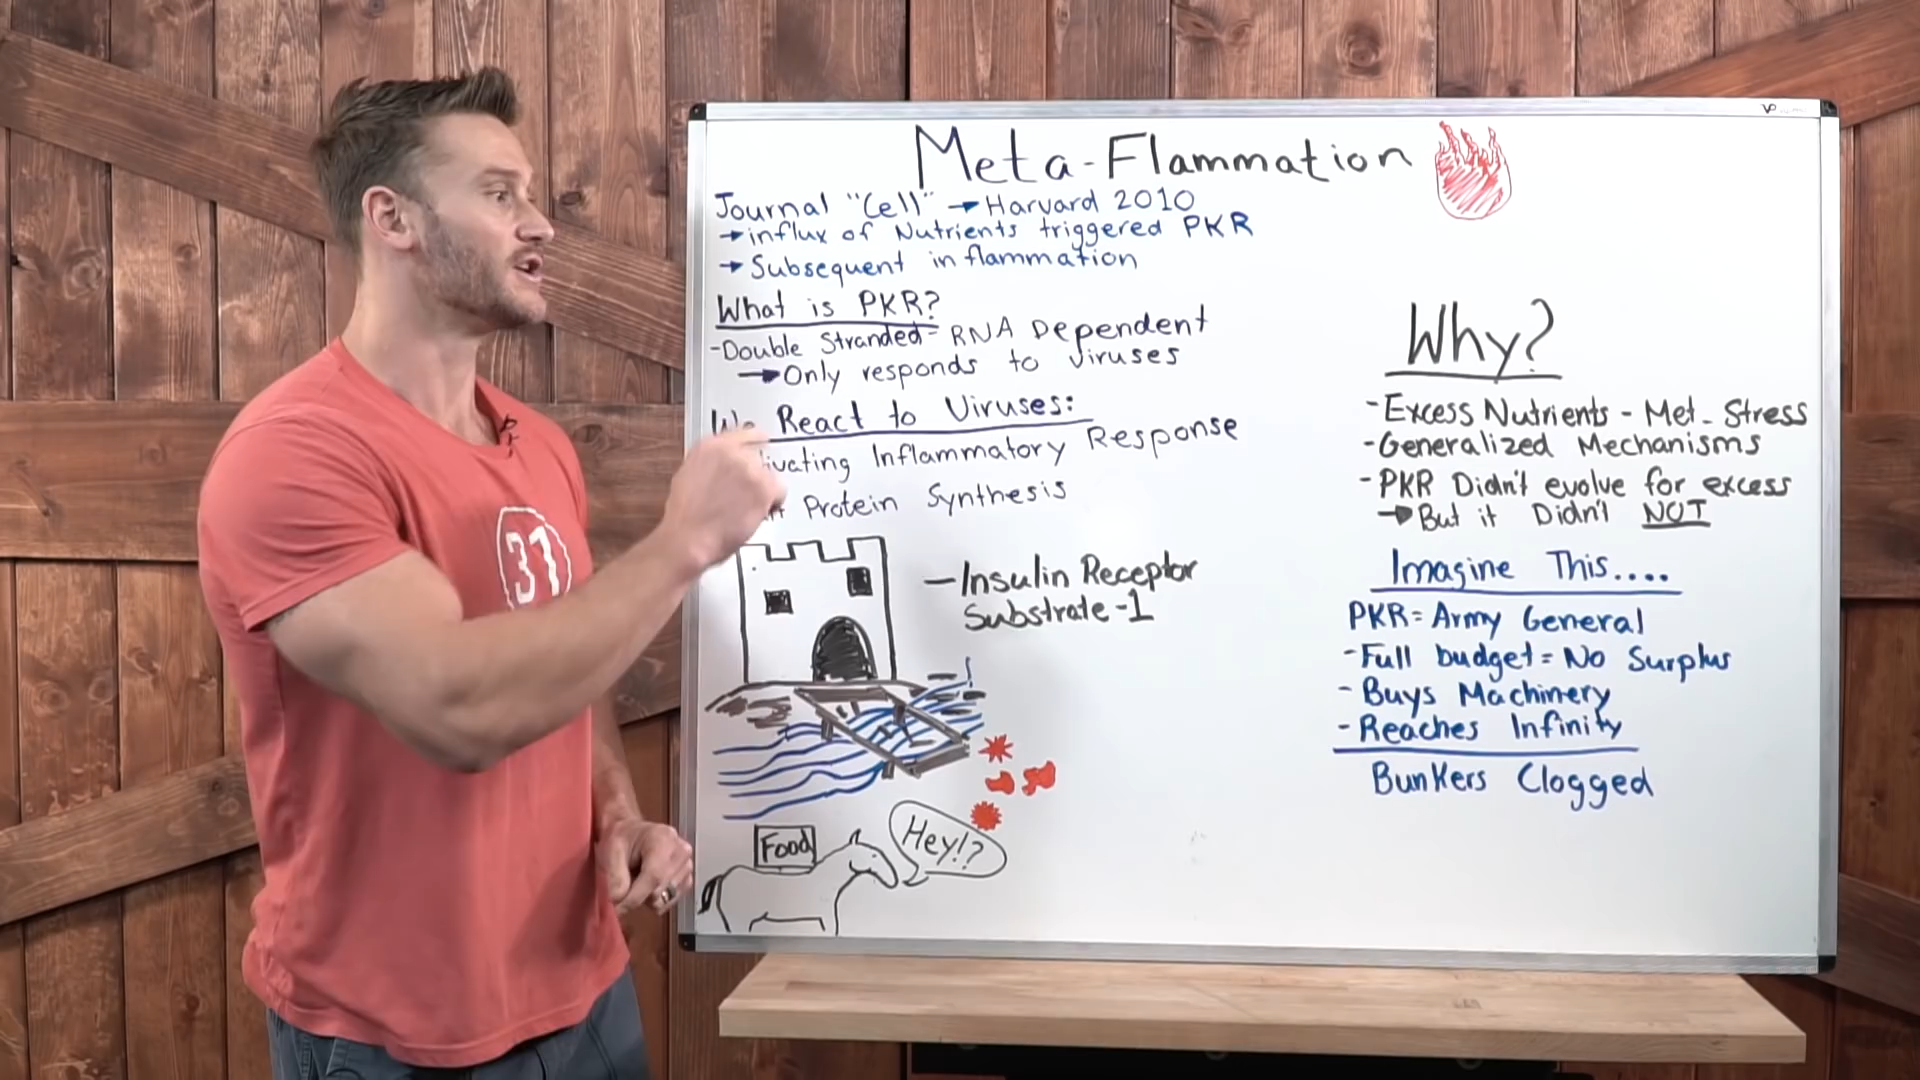 Meta-Flammation
Journal "Cell" → Harvard 2010
→ influx of Nutrients triggered PKR
→ Subsequent inflammation
What is PKR?
- Double Stranded - RNA Dependent
→ Only responds to Viruses
We React to Viruses:
Inflammatory Response
Protein Synthesis
- Insulin Receptor
Substrate-1
Food
Hey!?
Why?
- Excess Nutrients - Met. Stress
- Generalized Mechanisms
- PKR Didn't evolve for excess
→ But it Didn't NOT
Imagine This....
PKR = Army General
- Full budget = No Surplus
- Buys Machinery
- Reaches Infinity
Bunkers Clogged
37